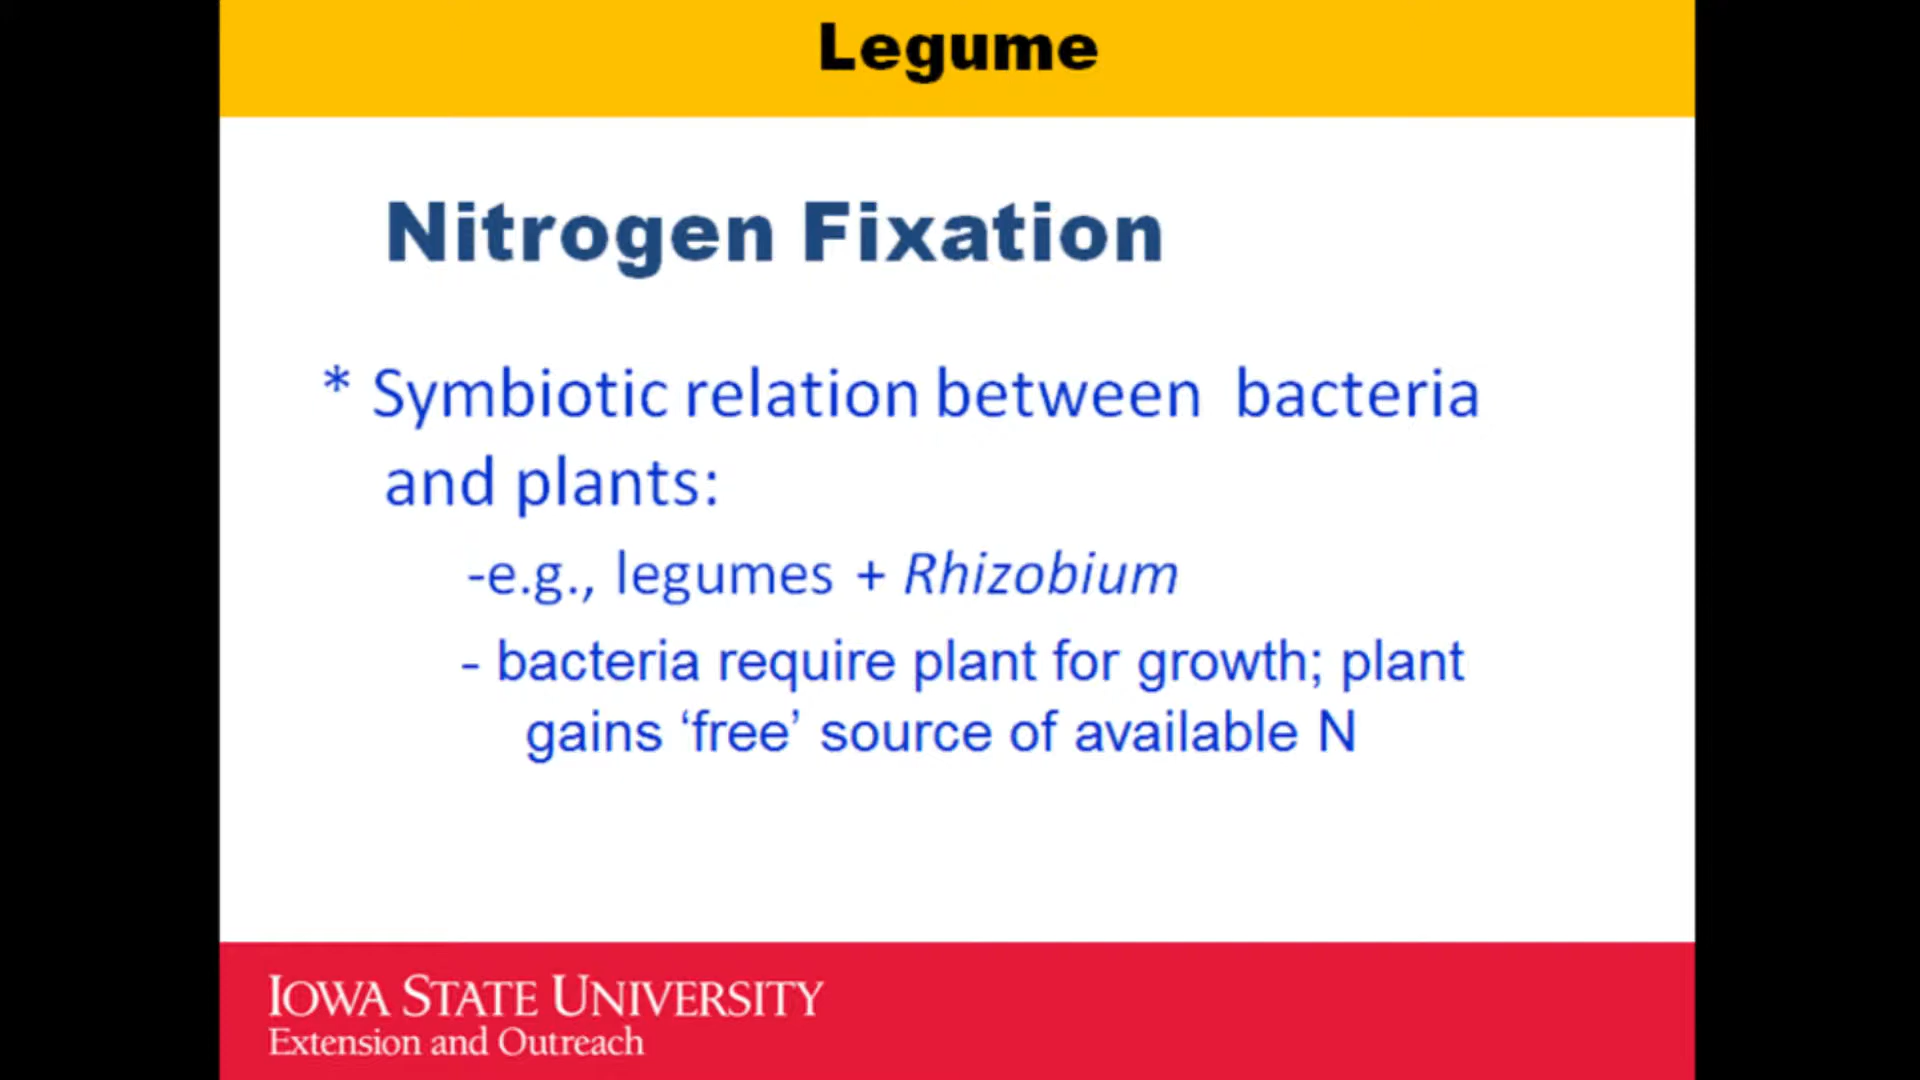 Legume
Nitrogen Fixation
* Symbiotic relation between bacteria
and plants:
-e.g., legumes + Rhizobium
- bacteria require plant for growth; plant
gains ‘free’ source of available N
IOWA STATE UNIVERSITY
Extension and Outreach